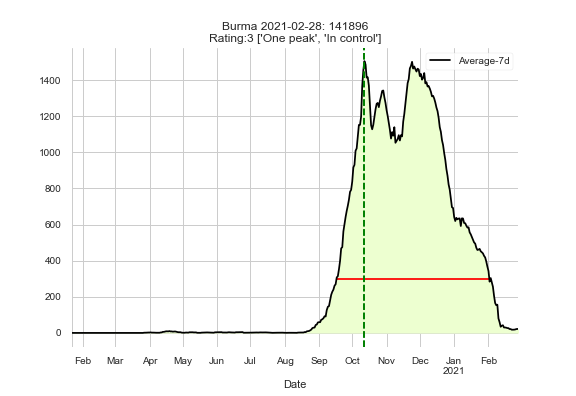 Burma 2021-02-28: 141896
Rating:3 ['One peak', 'In control']
Average-7d
1400
1200
1000
800
600
400
200
0
Feb Mar Apr May Jun Jul Aug Sep Oct Nov Dec Jan Feb
2021
Date